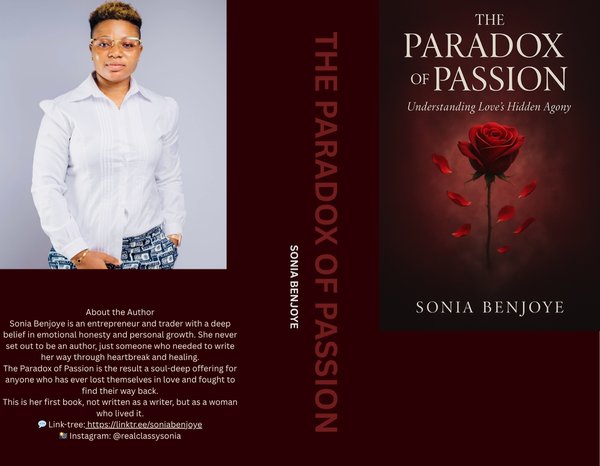 About the Author
Sonia Benjoye is an entrepreneur and trader with a deep
belief in emotional honesty and personal growth. She never
set out to be an author, just someone who needed to write
her way through heartbreak and healing.
The Paradox of Passion is the result a soul-deep offering for
anyone who has ever lost themselves in love and fought to
find their way back.
This is her first book, not written as a writer, but as a woman
who lived it.
💬 Link-tree: https://linktr.ee/soniabenjoye
📸 Instagram: @realclassysonia
SONIA BENJOYE
THE PARADOX OF PASSION
THE
PARADOX
OF PASSION
Understanding Love's Hidden Agony
SONIA BENJOYE